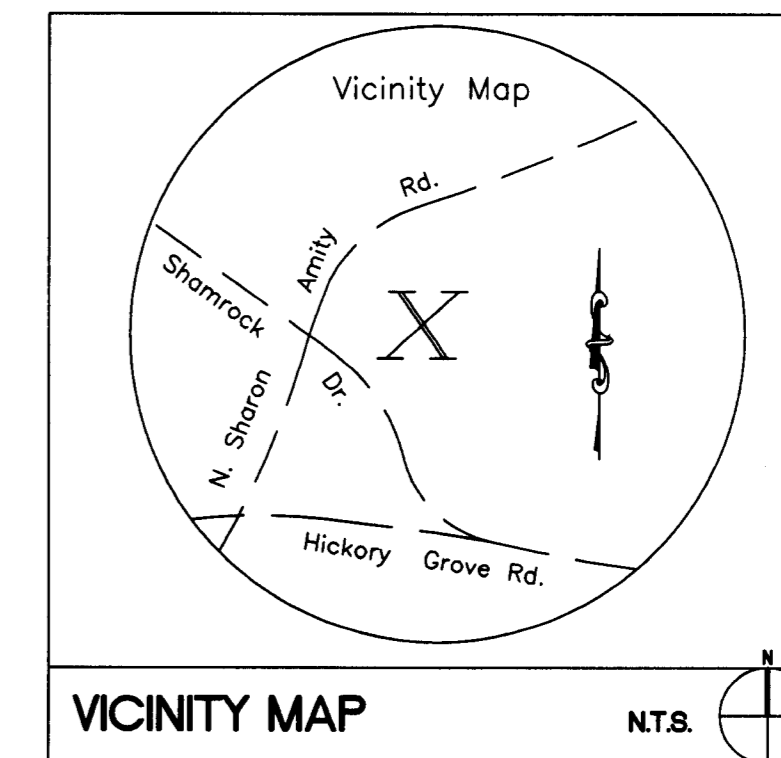 Vicinity Map
Rd.
Amity
Shamrock
Dr.
N. Sharon
Hickory Grove Rd.
X
N
VICINITY MAP
N.T.S.